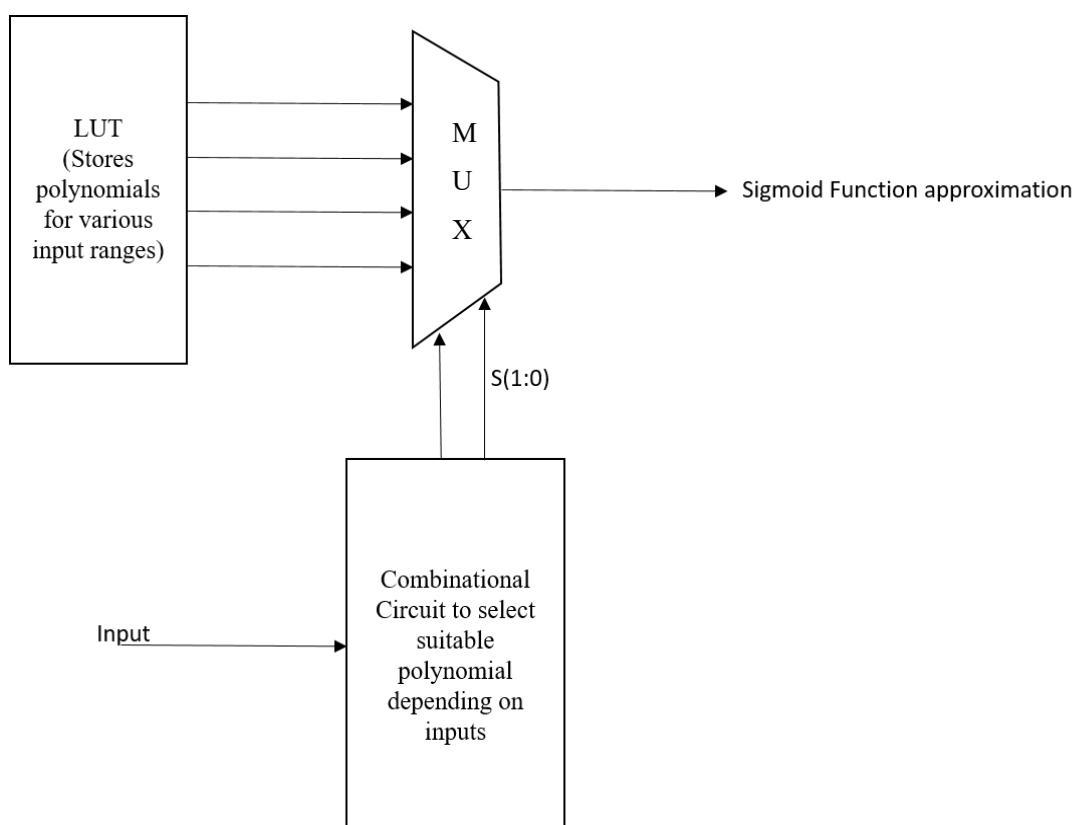 LUT
(Stores
polynomials
for various
input ranges)
M
U
X
Sigmoid Function approximation
S(1:0)
Combinational
Circuit to select
suitable
polynomial
depending on
inputs
Input